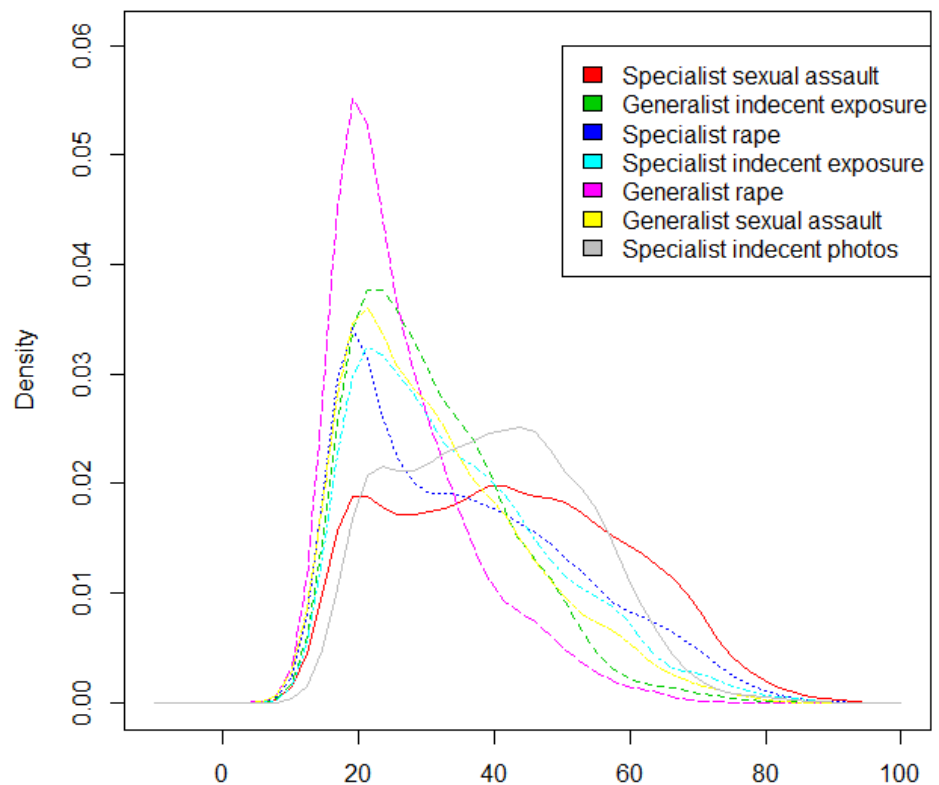 0.06
0.05
0.04
0.03
0.02
0.01
0.00
Density
Specialist sexual assault
Generalist indecent exposure
Specialist rape
Specialist indecent exposure
Generalist rape
Generalist sexual assault
Specialist indecent photos
0 20 40 60 80 100